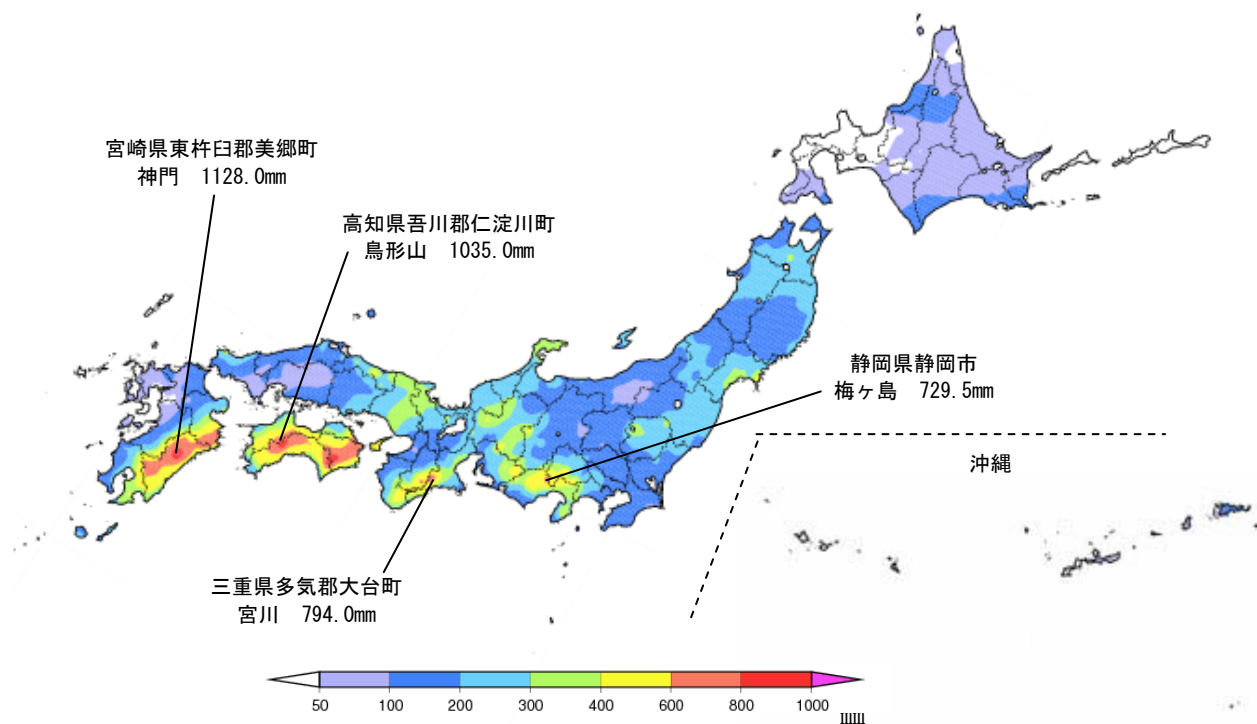 宮崎県東杵臼郡美郷町
神門　1128.0mm
高知県吾川郡仁淀川町
鳥形山　1035.0mm
静岡県静岡市
梅ヶ島　729.5mm
沖縄
三重県多気郡大台町
宮川　794.0mm
50 100 200 300 400 600 800 1000